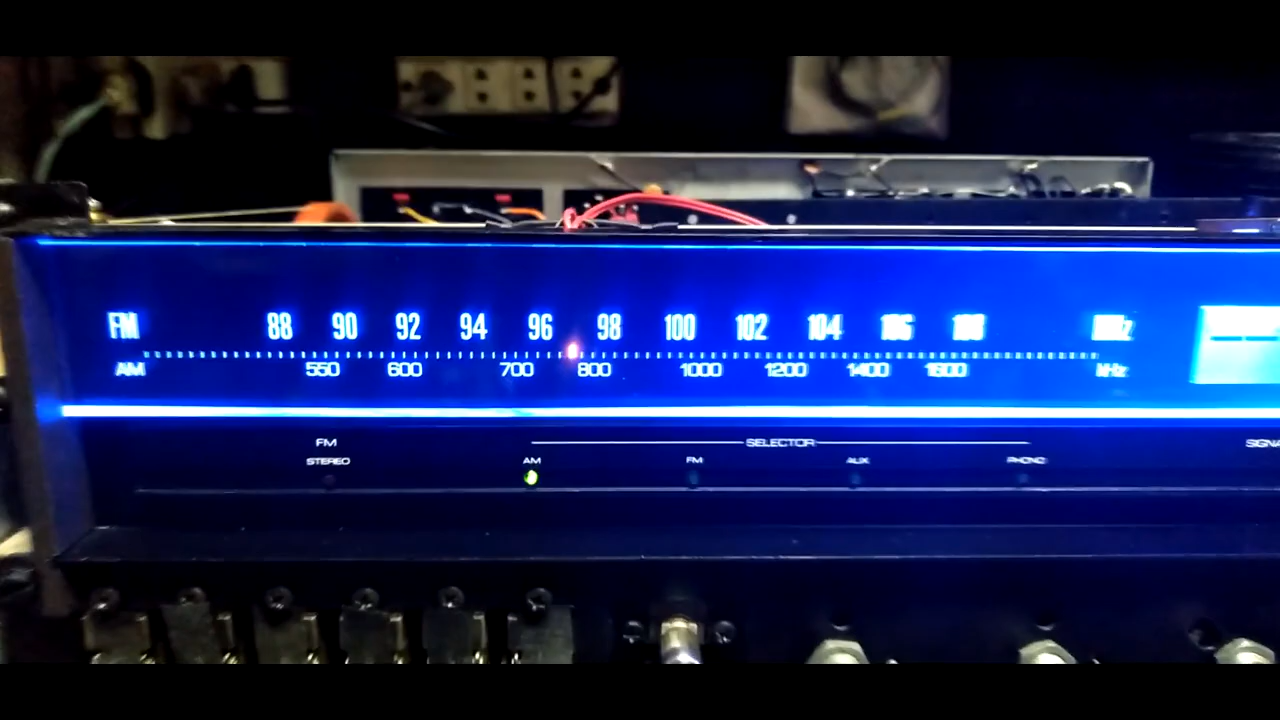 FM 88 90 92 94 96 98 100 102 104 106 108 MHz
AM 550 600 700 800 1000 1200 1400 1600 kHz
FM SELECTOR
STEREO AM FM AUX PHONO